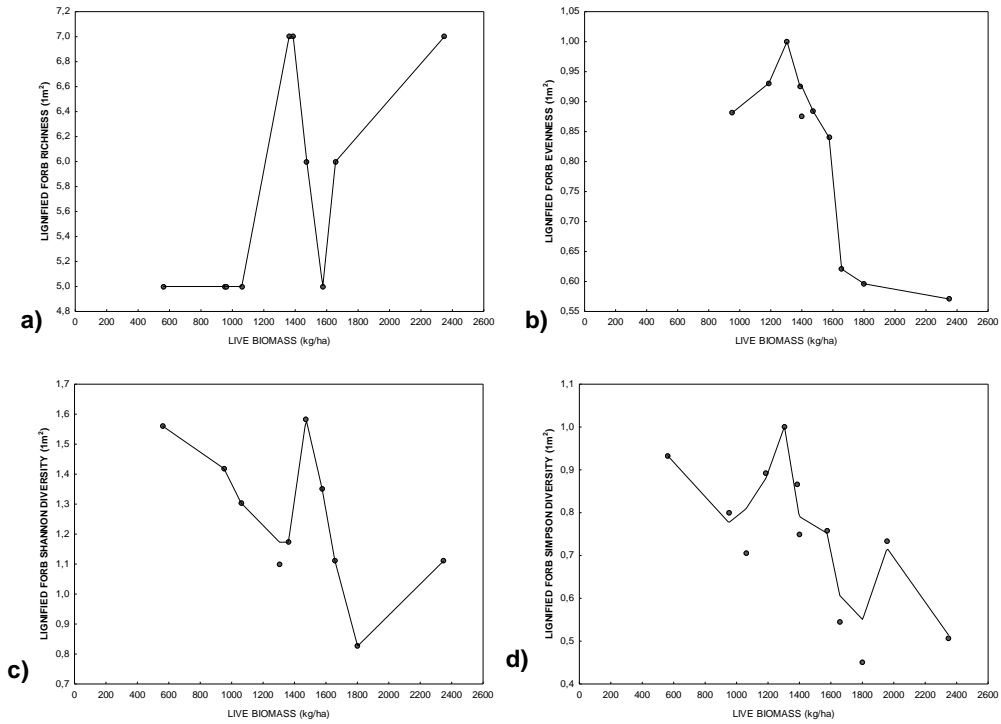 LIGNIFIED FORB RICHNESS (1m²)
7,2
7,0
6,8
6,6
6,4
6,2
6,0
5,8
5,6
5,4
5,2
5,0
4,8
0 200 400 600 800 1000 1200 1400 1600 1800 2000 2200 2400 2600
LIVE BIOMASS (kg/ha)
a)
LIGNIFIED FORB EVENNESS (1m²)
1,05
1,00
0,95
0,90
0,85
0,80
0,75
0,70
0,65
0,60
0,55
0 200 400 600 800 1000 1200 1400 1600 1800 2000 2200 2400 2600
LIVE BIOMASS (kg/ha)
b)
LIGNIFIED FORB SHANNON DIVERSITY (1m²)
1,7
1,6
1,5
1,4
1,3
1,2
1,1
1,0
0,9
0,8
0,7
0 200 400 600 800 1000 1200 1400 1600 1800 2000 2200 2400 2600
LIVE BIOMASS (kg/ha)
c)
LIGNIFIED FORB SIMPSON DIVERSITY (1m²)
1,1
1,0
0,9
0,8
0,7
0,6
0,5
0,4
0 200 400 600 800 1000 1200 1400 1600 1800 2000 2200 2400 2600
LIVE BIOMASS (kg/ha)
d)